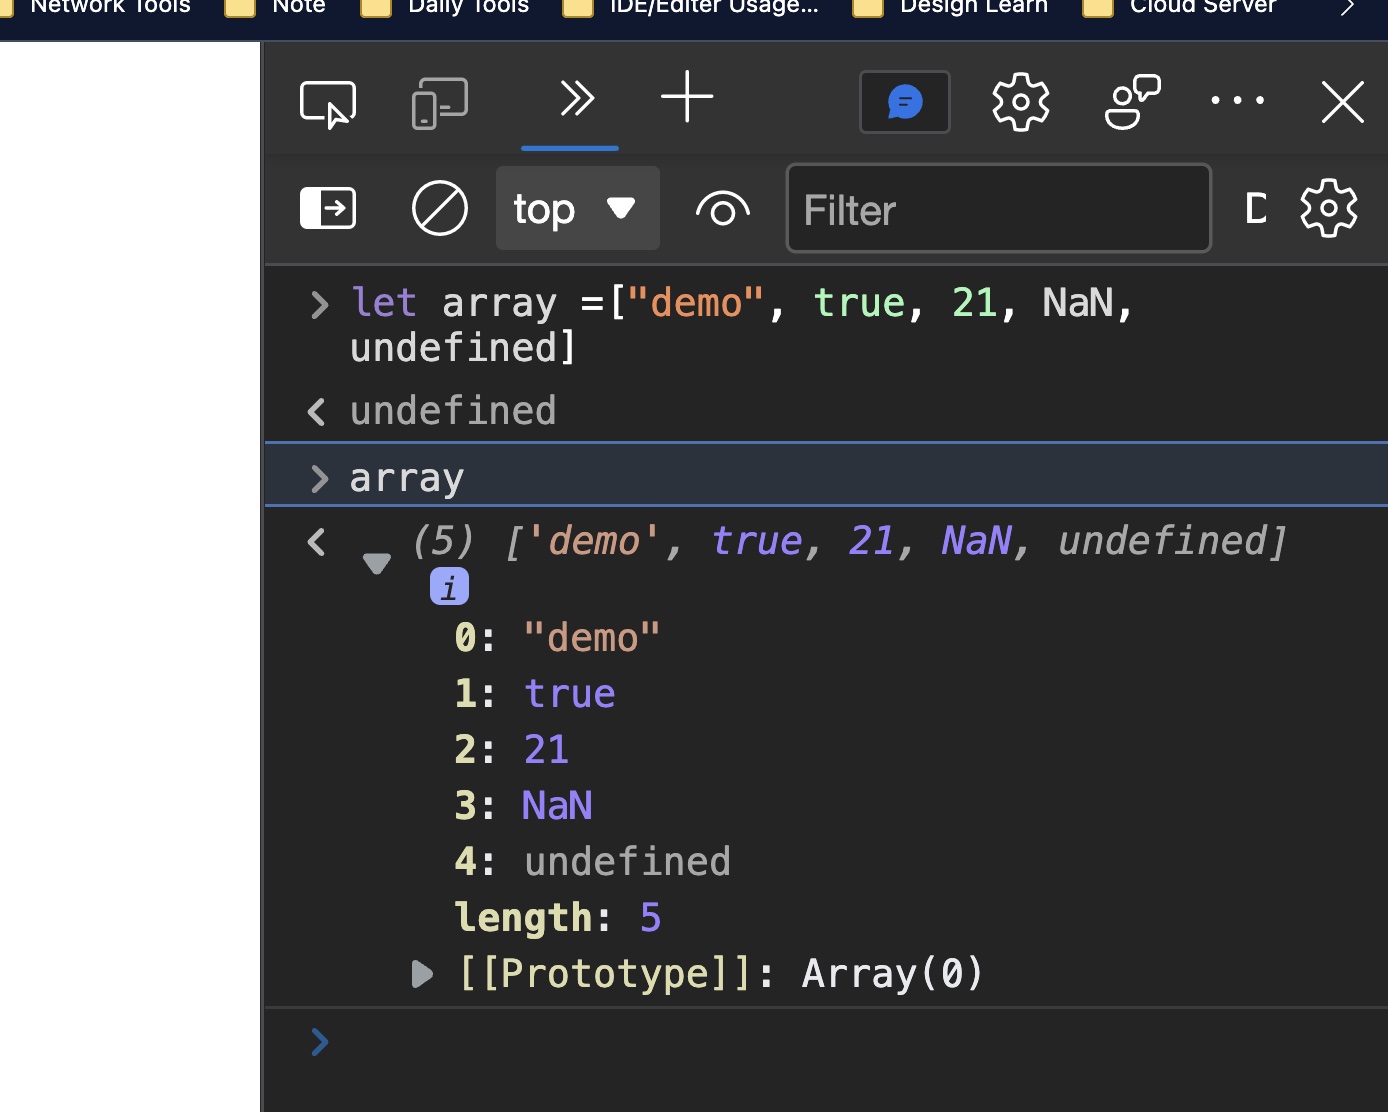 Network Tools Note Daily Tools IDE/Editer Usage... Design Learn Cloud Server
top Filter D
let array =["demo", true, 21, NaN,
undefined]
undefined
array
(5) ['demo', true, 21, NaN, undefined]
i
0: "demo"
1: true
2: 21
3: NaN
4: undefined
length: 5
[[Prototype]]: Array(0)